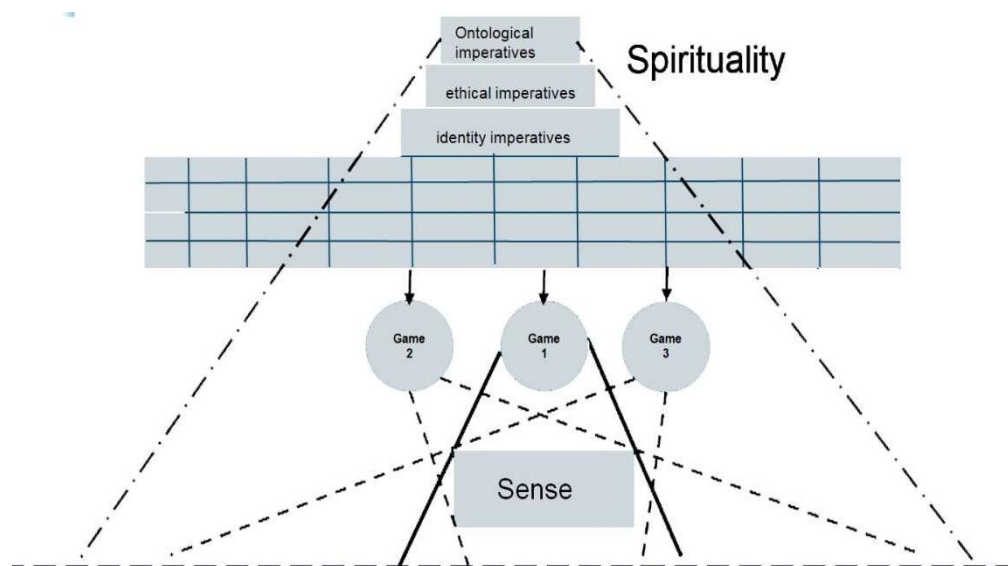 Ontological
imperatives
Spirituality
ethical imperatives
identity imperatives
Game
2
Game
1
Game
3
Sense